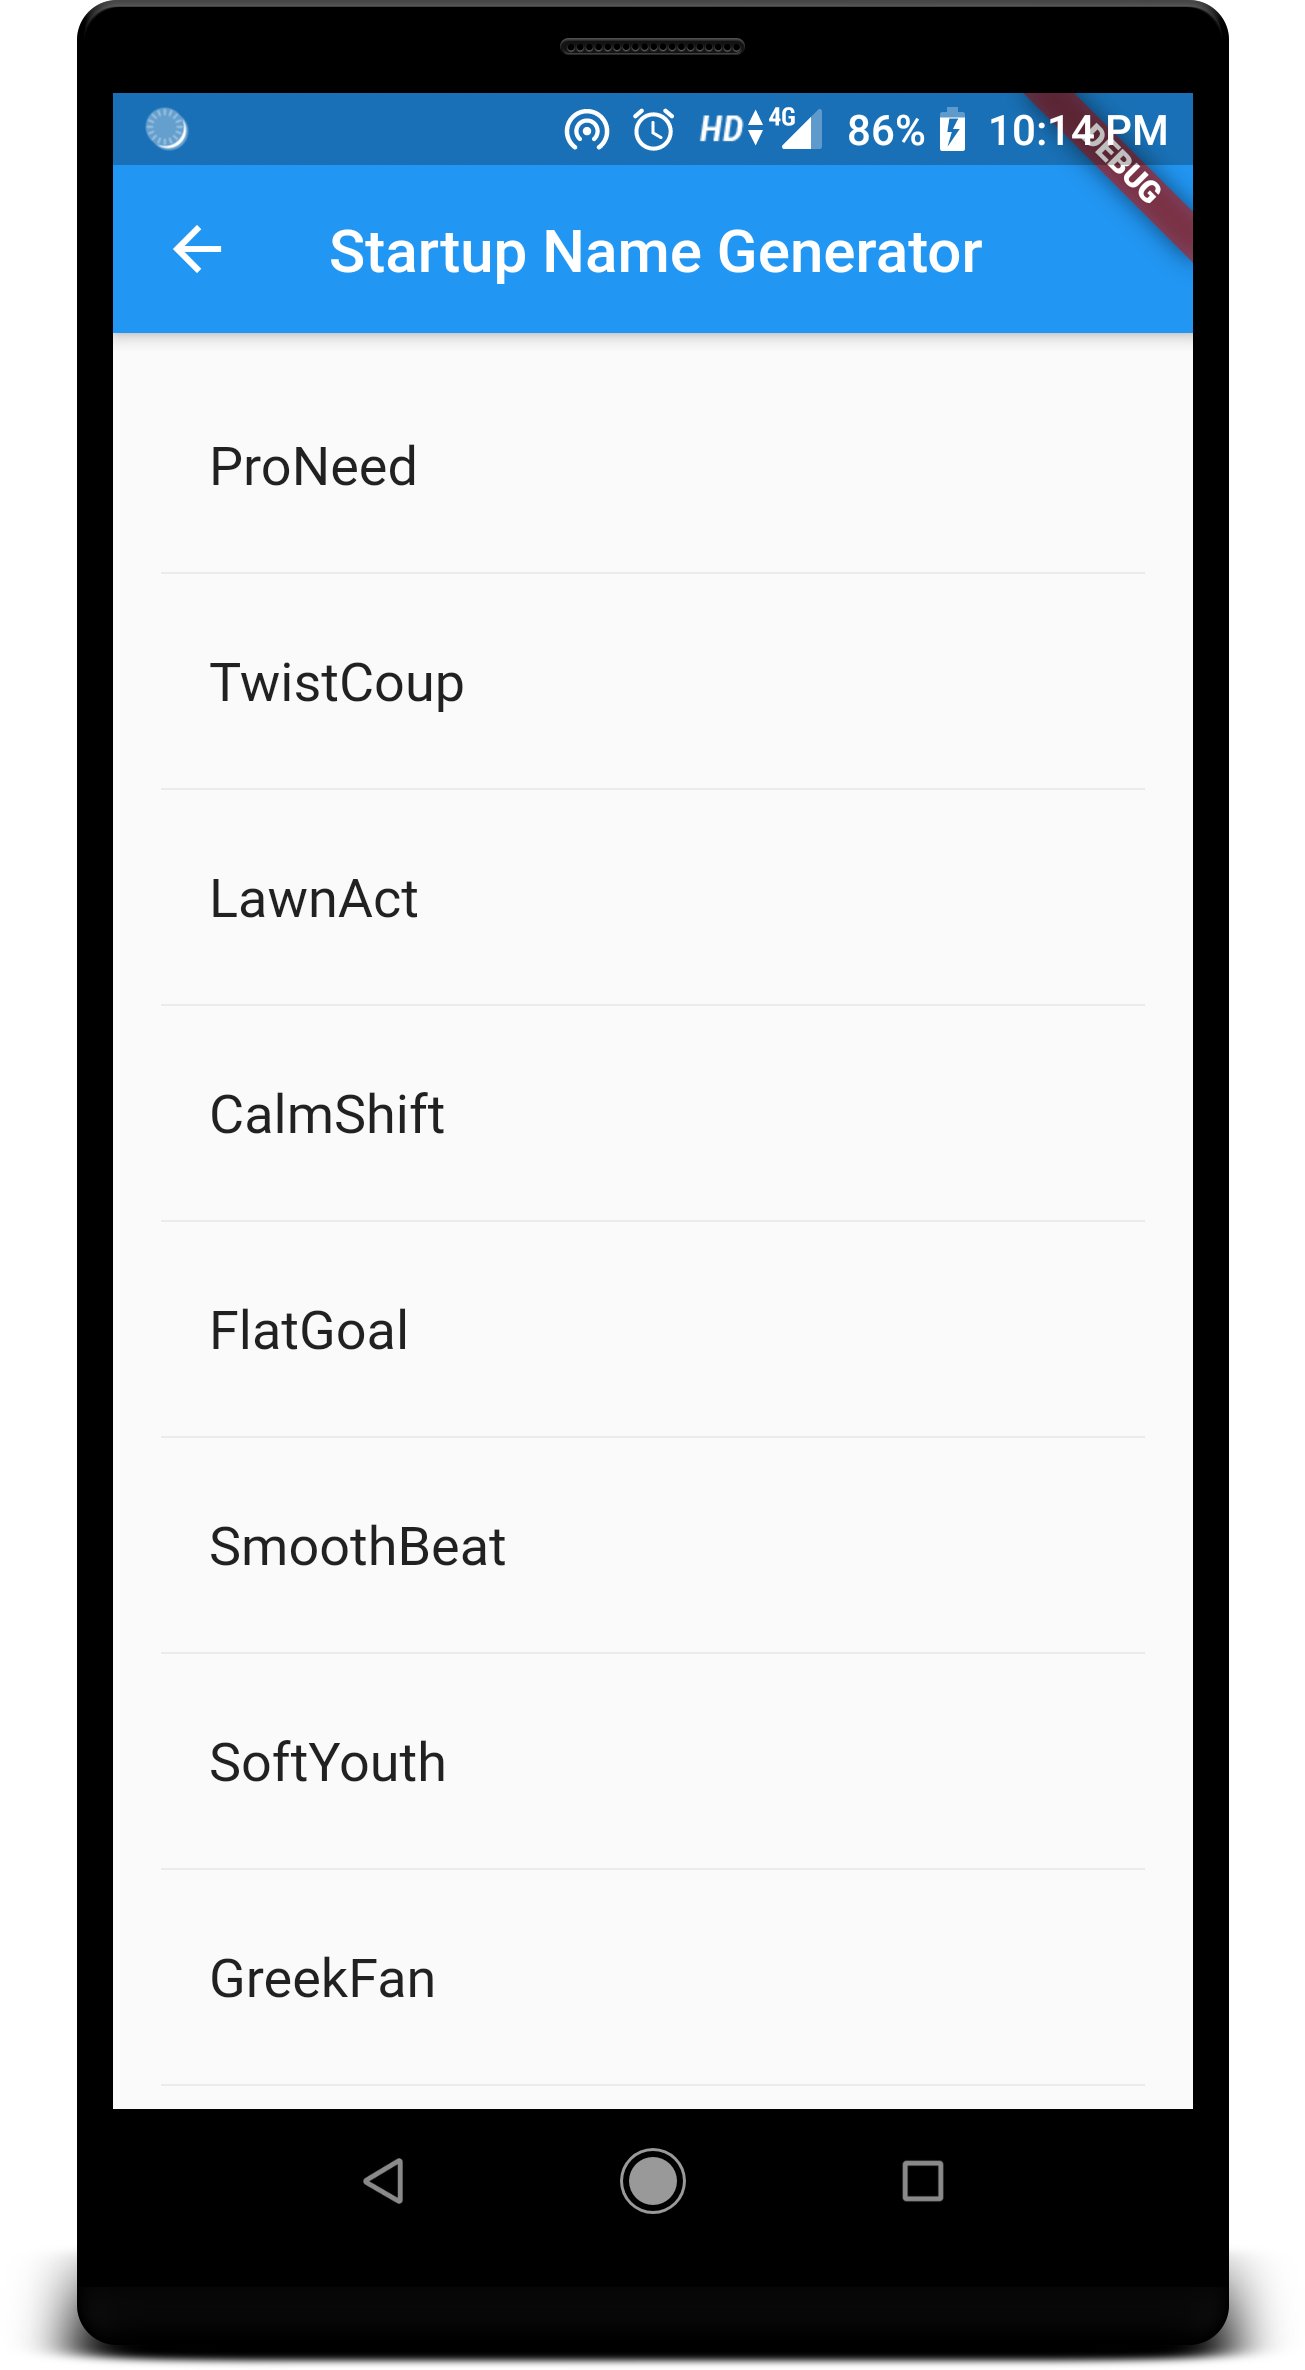 HD 4G 86% 10:14 PM
DEBUG
Startup Name Generator
ProNeed
TwistCoup
LawnAct
CalmShift
FlatGoal
SmoothBeat
SoftYouth
GreekFan